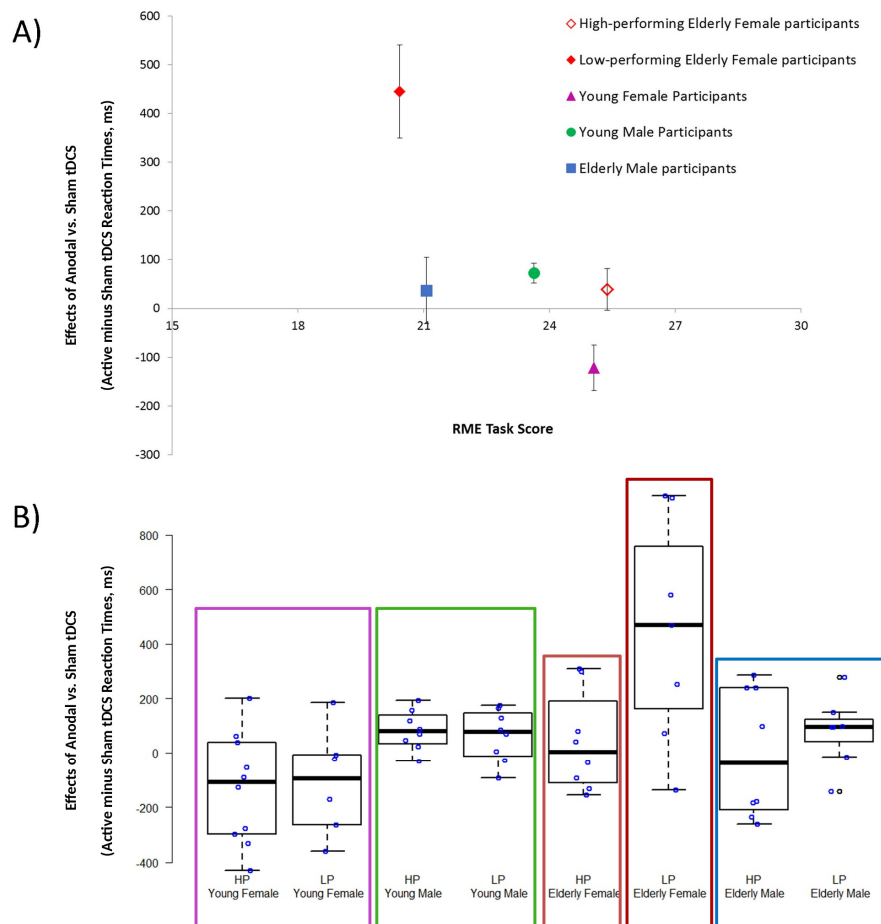 A)
Effects of Anodal vs. Sham tDCS
(Active minus Sham tDCS Reaction Times, ms)
600
500
400
300
200
100
0
-100
-200
-300
15
18
21
24
27
30
RME Task Score
High-performing Elderly Female participants
Low-performing Elderly Female participants
Young Female Participants
Young Male Participants
Elderly Male participants
B)
Effects of Anodal vs. Sham tDCS
(Active minus Sham tDCS Reaction Times, ms)
800
600
400
200
0
-200
-400
HP
Young Female
LP
Young Female
HP
Young Male
LP
Young Male
HP
Elderly Female
LP
Elderly Female
HP
Elderly Male
LP
Elderly Male